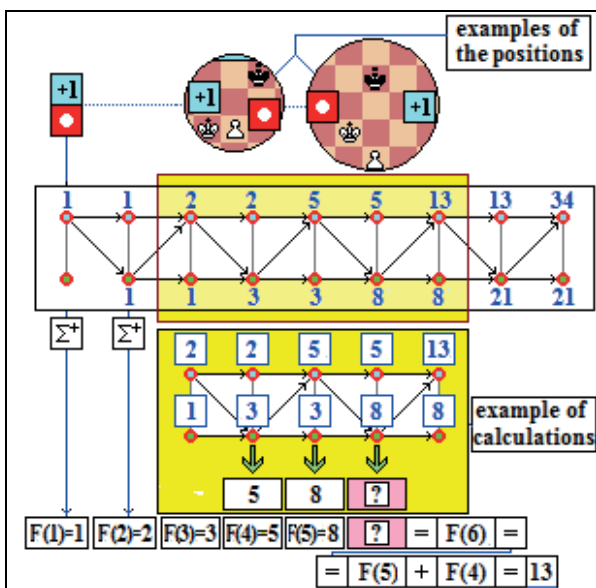 examples of
the positions
+1
+1
+1
1 1 2 2 5 5 13 13 34
1 1 3 3 8 8 21 21
Σ+ Σ+
2 2 5 5 13
1 3 3 8 8
example of
calculations
5 8 ?
F(1)=1 F(2)=2 F(3)=3 F(4)=5 F(5)=8 ? = F(6) =
= F(5) + F(4) = 13